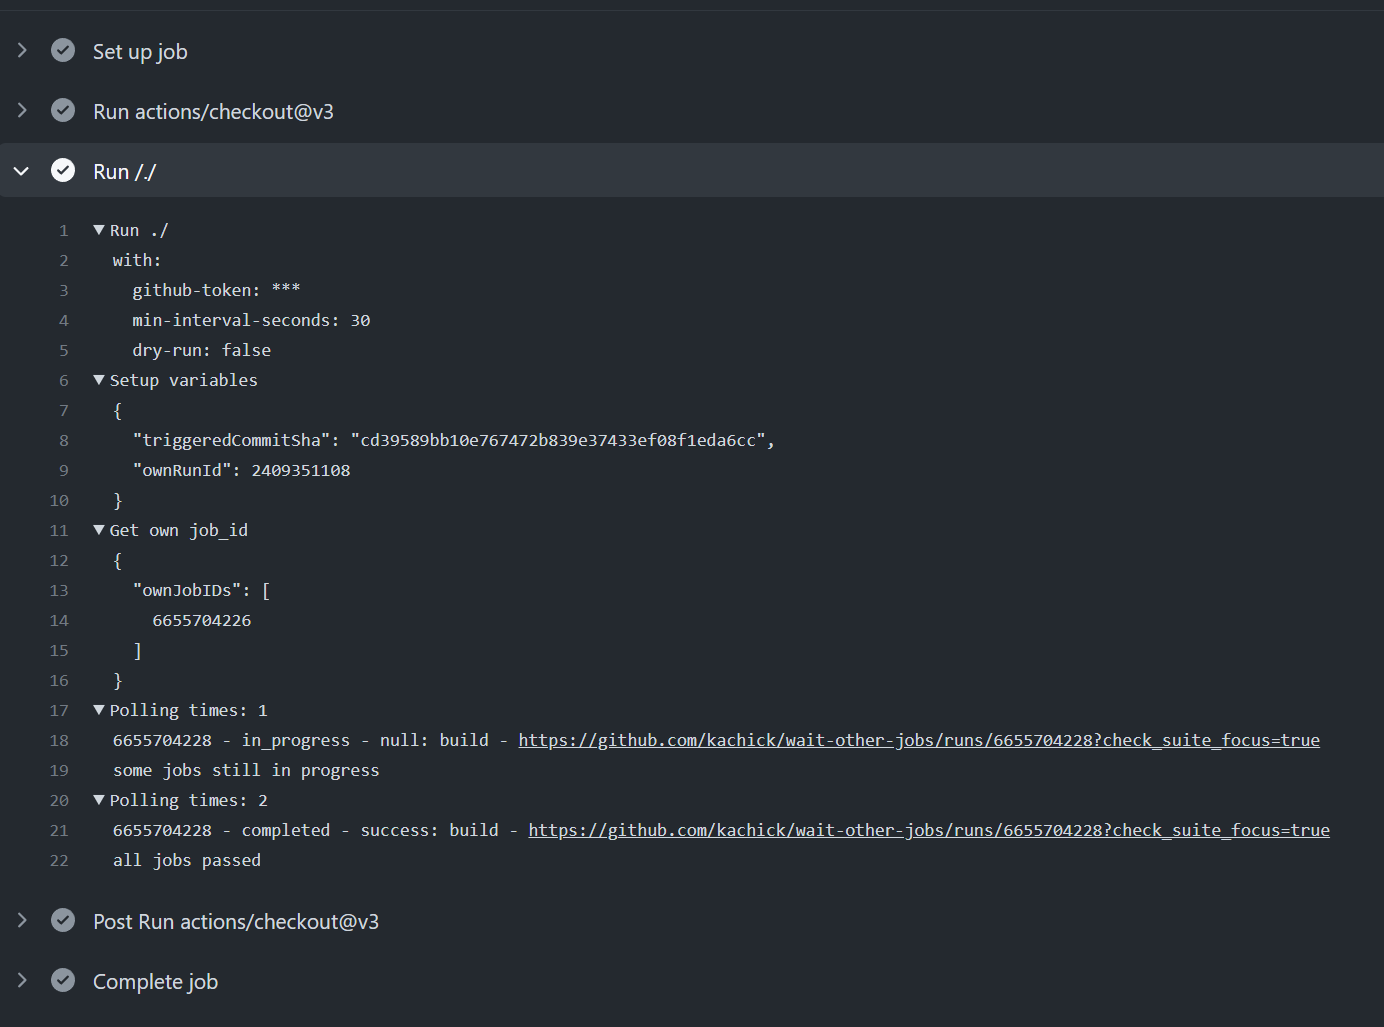 Set up job
Run actions/checkout@v3
Run /./
1 ▼ Run ./
2 with:
3 github-token: ***
4 min-interval-seconds: 30
5 dry-run: false
6 ▼ Setup variables
7 {
8 "triggeredCommitSha": "cd39589bb10e767472b839e37433ef08f1eda6cc",
9 "ownRunId": 2409351108
10 }
11 ▼ Get own job_id
12 {
13 "ownJobIDs": [
14 6655704226
15 ]
16 }
17 ▼ Polling times: 1
18 6655704228 - in_progress - null: build - https://github.com/kachick/wait-other-jobs/runs/6655704228?check_suite_focus=true
19 some jobs still in progress
20 ▼ Polling times: 2
21 6655704228 - completed - success: build - https://github.com/kachick/wait-other-jobs/runs/6655704228?check_suite_focus=true
22 all jobs passed
Post Run actions/checkout@v3
Complete job